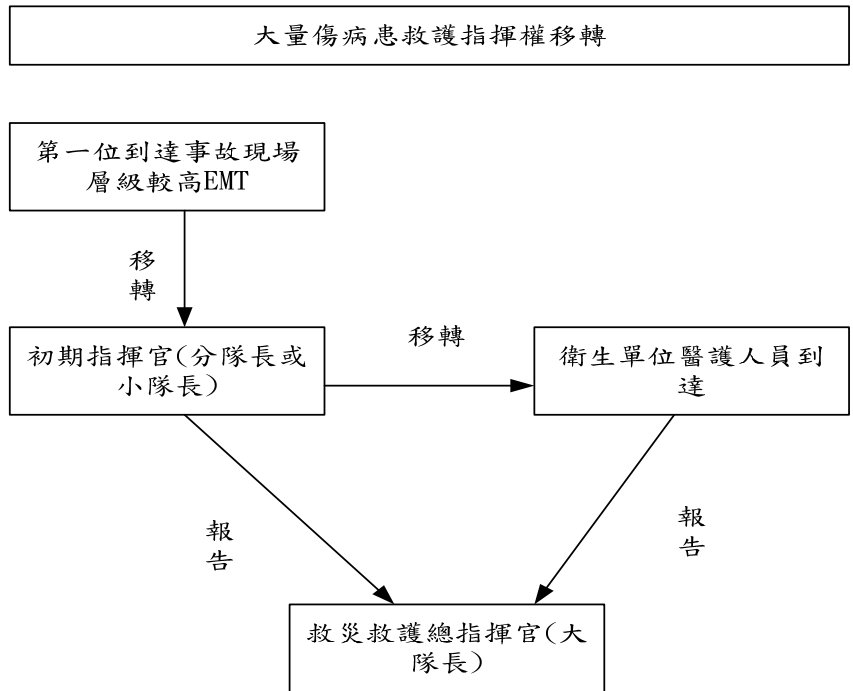 大量傷病患救護指揮權移轉
第一位到達事故現場
層級較高EMT
移
轉
初期指揮官(分隊長或
小隊長)
移轉
衛生單位醫護人員到
達
報
告
報
告
救災救護總指揮官(大
隊長)